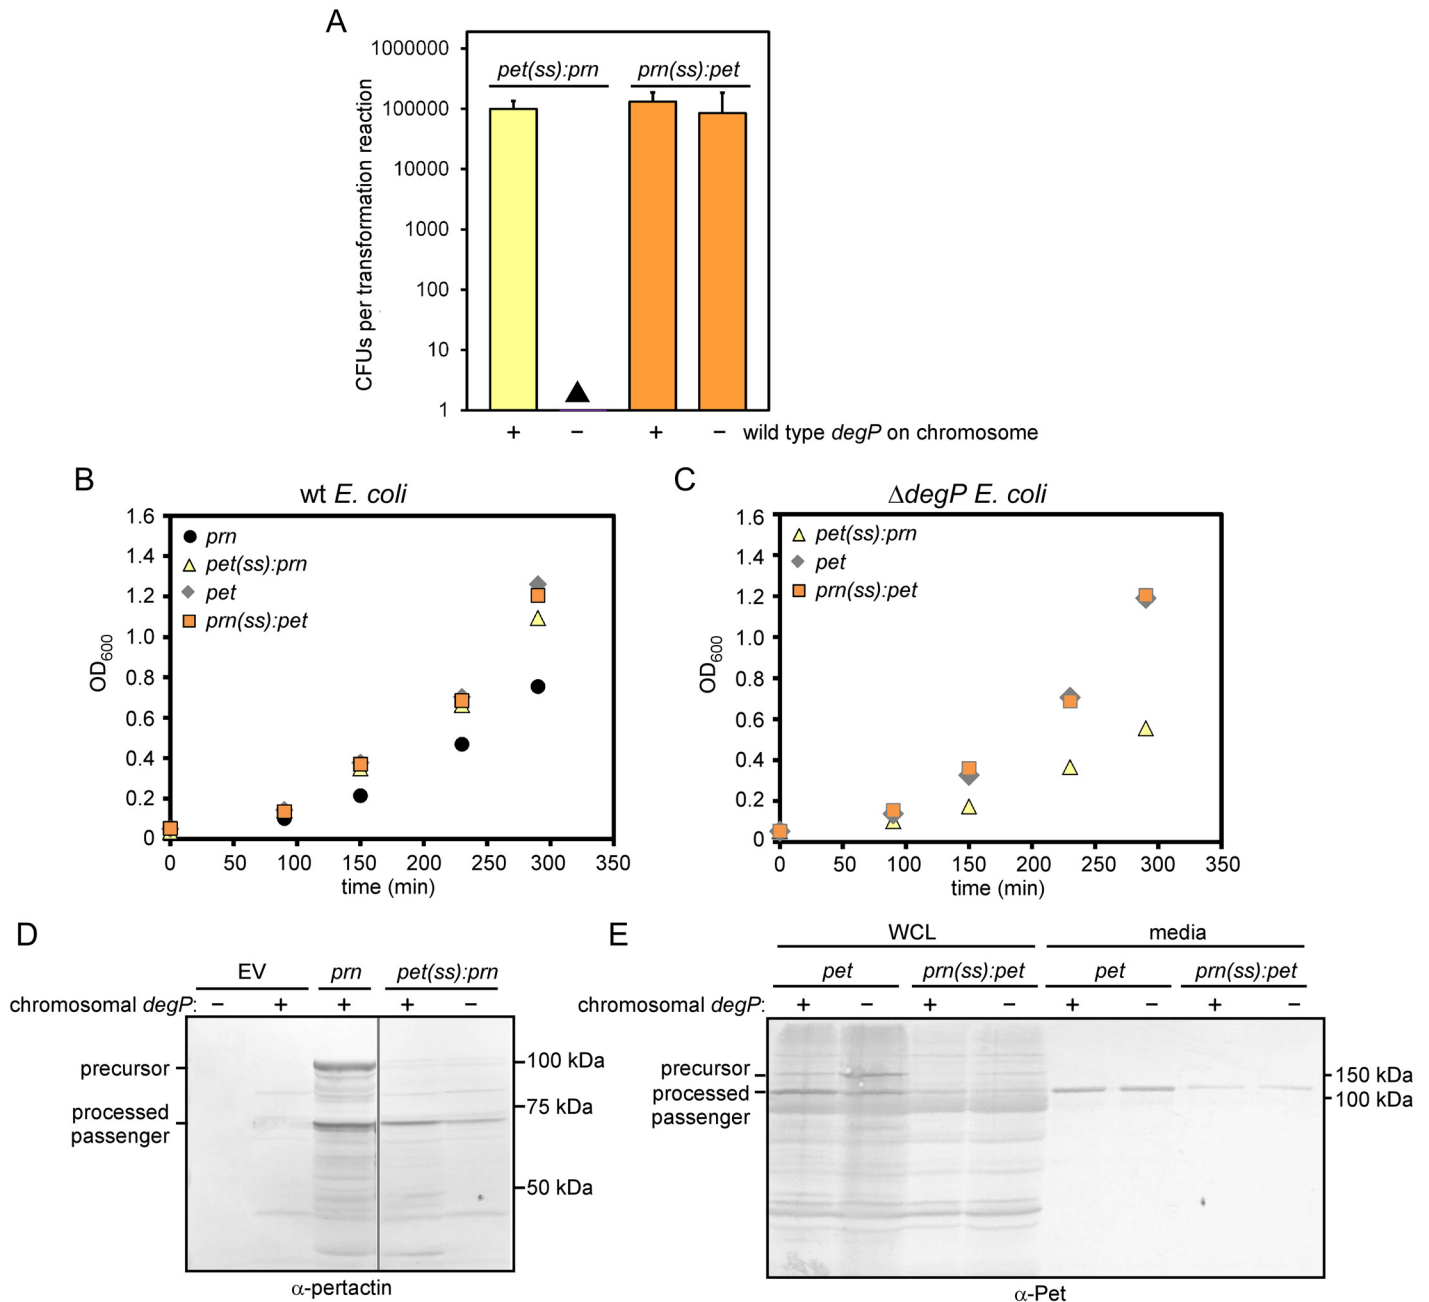 A
CFUs per transformation reaction
1000000
100000
10000
1000
100
10
1
pet(ss):prn prn(ss):pet
+ − + − wild type degP on chromosome
B
wt E. coli
OD600
1.6
1.4
1.2
1.0
0.8
0.6
0.4
0.2
0
prn
pet(ss):prn
pet
prn(ss):pet
0 50 100 150 200 250 300 350
time (min)
C
ΔdegP E. coli
OD600
1.6
1.4
1.2
1.0
0.8
0.6
0.4
0.2
0
pet(ss):prn
pet
prn(ss):pet
0 50 100 150 200 250 300 350
time (min)
D
EV prn pet(ss):prn
chromosomal degP: − + + + −
precursor
processed
passenger
100 kDa
75 kDa
50 kDa
α-pertactin
E
WCL media
pet prn(ss):pet pet prn(ss):pet
chromosomal degP: + − + − + − + −
precursor
processed
passenger
150 kDa
100 kDa
α-Pet